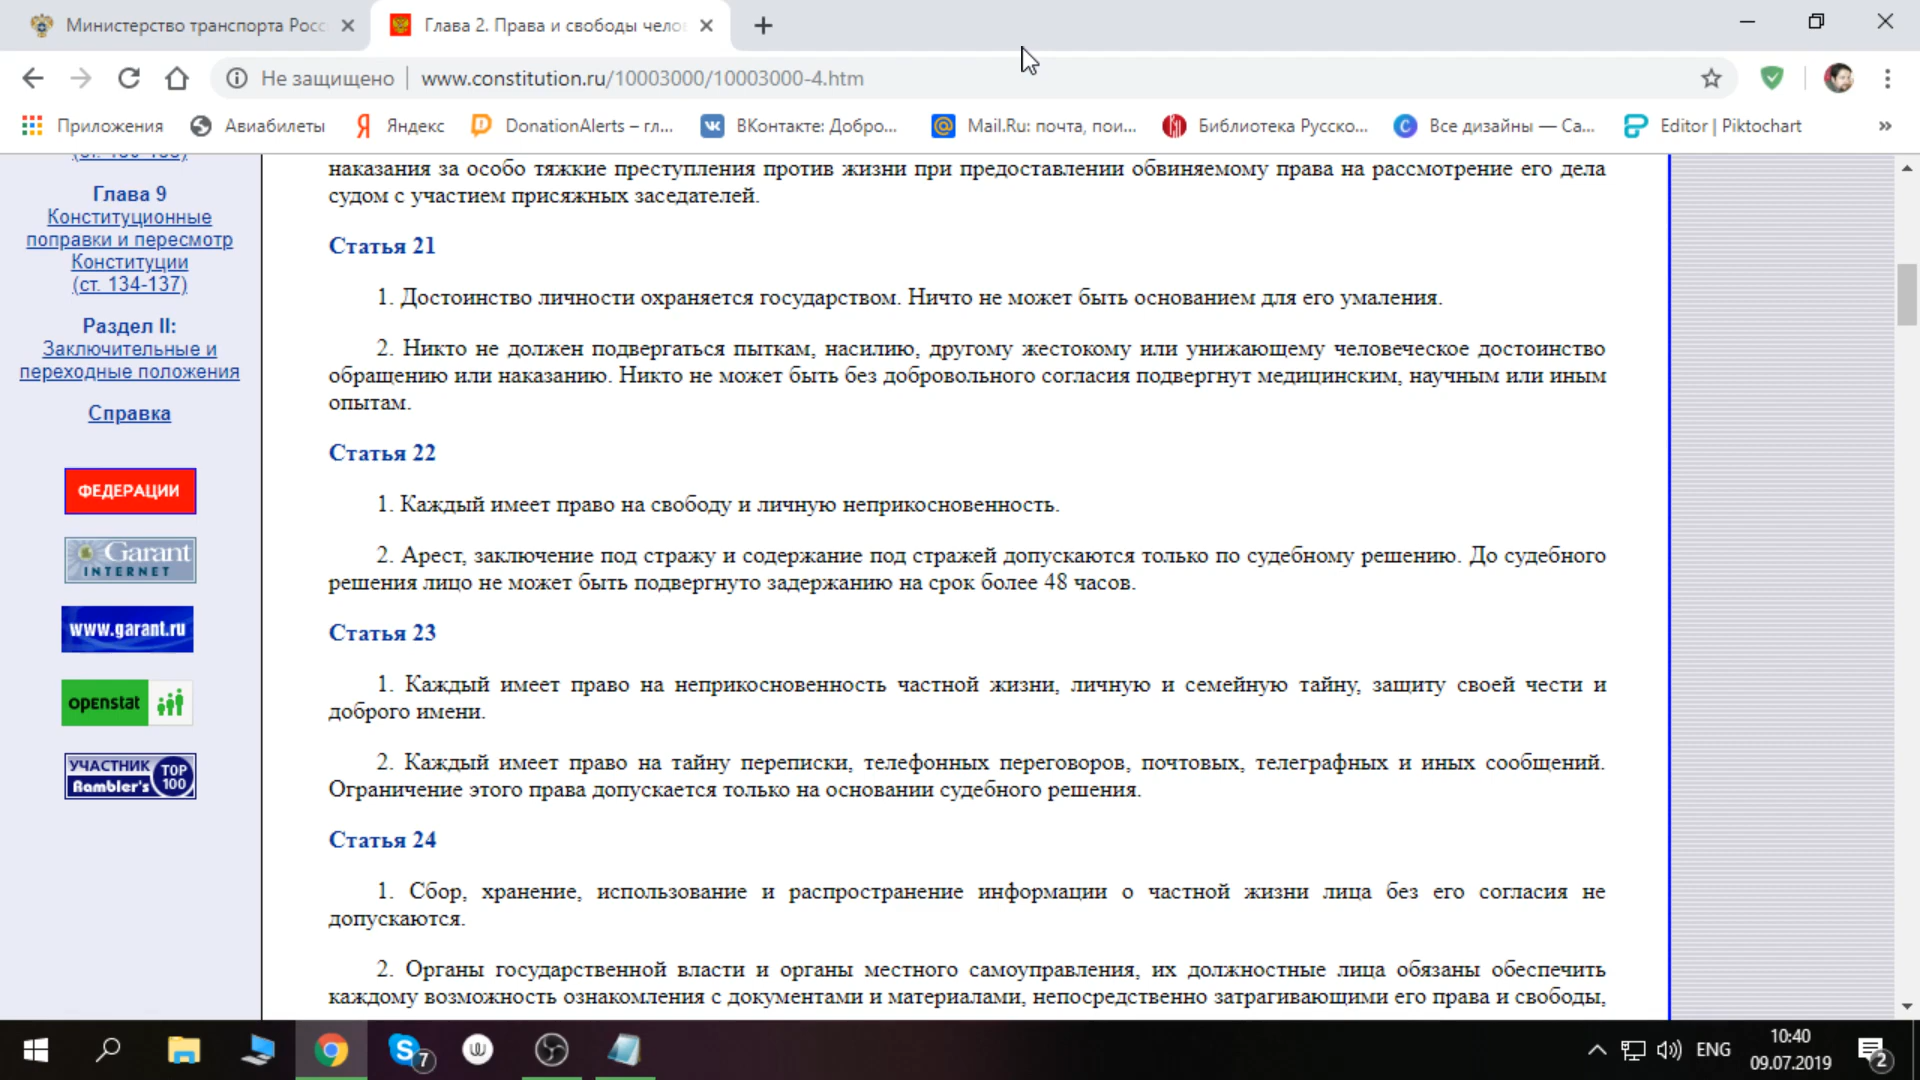 Министерство транспорта Росс
Глава 2. Права и свободы чело
Не защищено
www.constitution.ru/10003000/10003000-4.htm
Приложения
Авиабилеты
Яндекс
DonationAlerts – гл...
ВКонтакте: Добро...
Mail.Ru: почта, пои...
Библиотека Русско...
Все дизайны — Ca...
Editor | Piktochart
»
Глава 9
Конституционные
поправки и пересмотр
Конституции
(ст. 134-137)
Раздел II:
Заключительные и
переходные положения
Справка
ФЕДЕРАЦИИ
Garant
INTERNET
www.garant.ru
openstat
УЧАСТНИК
Rambler's
TOP
100
наказания за особо тяжкие преступления против жизни при предоставлении обвиняемому права на рассмотрение его дела
судом с участием присяжных заседателей.
Статья 21
1. Достоинство личности охраняется государством. Ничто не может быть основанием для его умаления.
2. Никто не должен подвергаться пыткам, насилию, другому жестокому или унижающему человеческое достоинство
обращению или наказанию. Никто не может быть без добровольного согласия подвергнут медицинским, научным или иным
опытам.
Статья 22
1. Каждый имеет право на свободу и личную неприкосновенность.
2. Арест, заключение под стражу и содержание под стражей допускаются только по судебному решению. До судебного
решения лицо не может быть подвергнуто задержанию на срок более 48 часов.
Статья 23
1. Каждый имеет право на неприкосновенность частной жизни, личную и семейную тайну, защиту своей чести и
доброго имени.
2. Каждый имеет право на тайну переписки, телефонных переговоров, почтовых, телеграфных и иных сообщений.
Ограничение этого права допускается только на основании судебного решения.
Статья 24
1. Сбор, хранение, использование и распространение информации о частной жизни лица без его согласия не
допускаются.
2. Органы государственной власти и органы местного самоуправления, их должностные лица обязаны обеспечить
каждому возможность ознакомления с документами и материалами, непосредственно затрагивающими его права и свободы,
7
ENG
10:40
09.07.2019
2